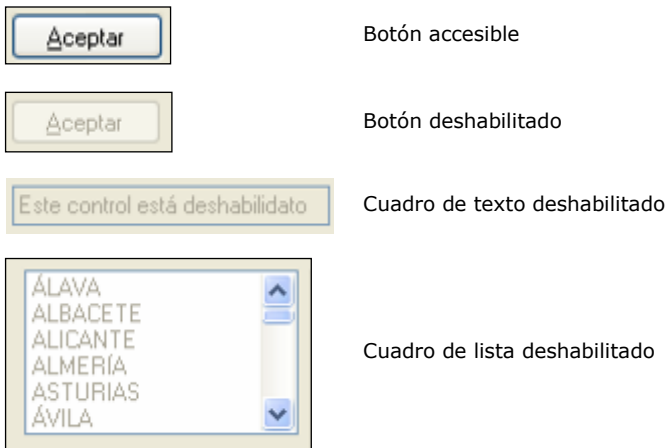 Aceptar
Botón accesible
Aceptar
Botón deshabilitado
Este control está deshabilidato
Cuadro de texto deshabilitado
ÁLAVA
ALBACETE
ALICANTE
ALMERÍA
ASTURIAS
ÁVILA
Cuadro de lista deshabilitado